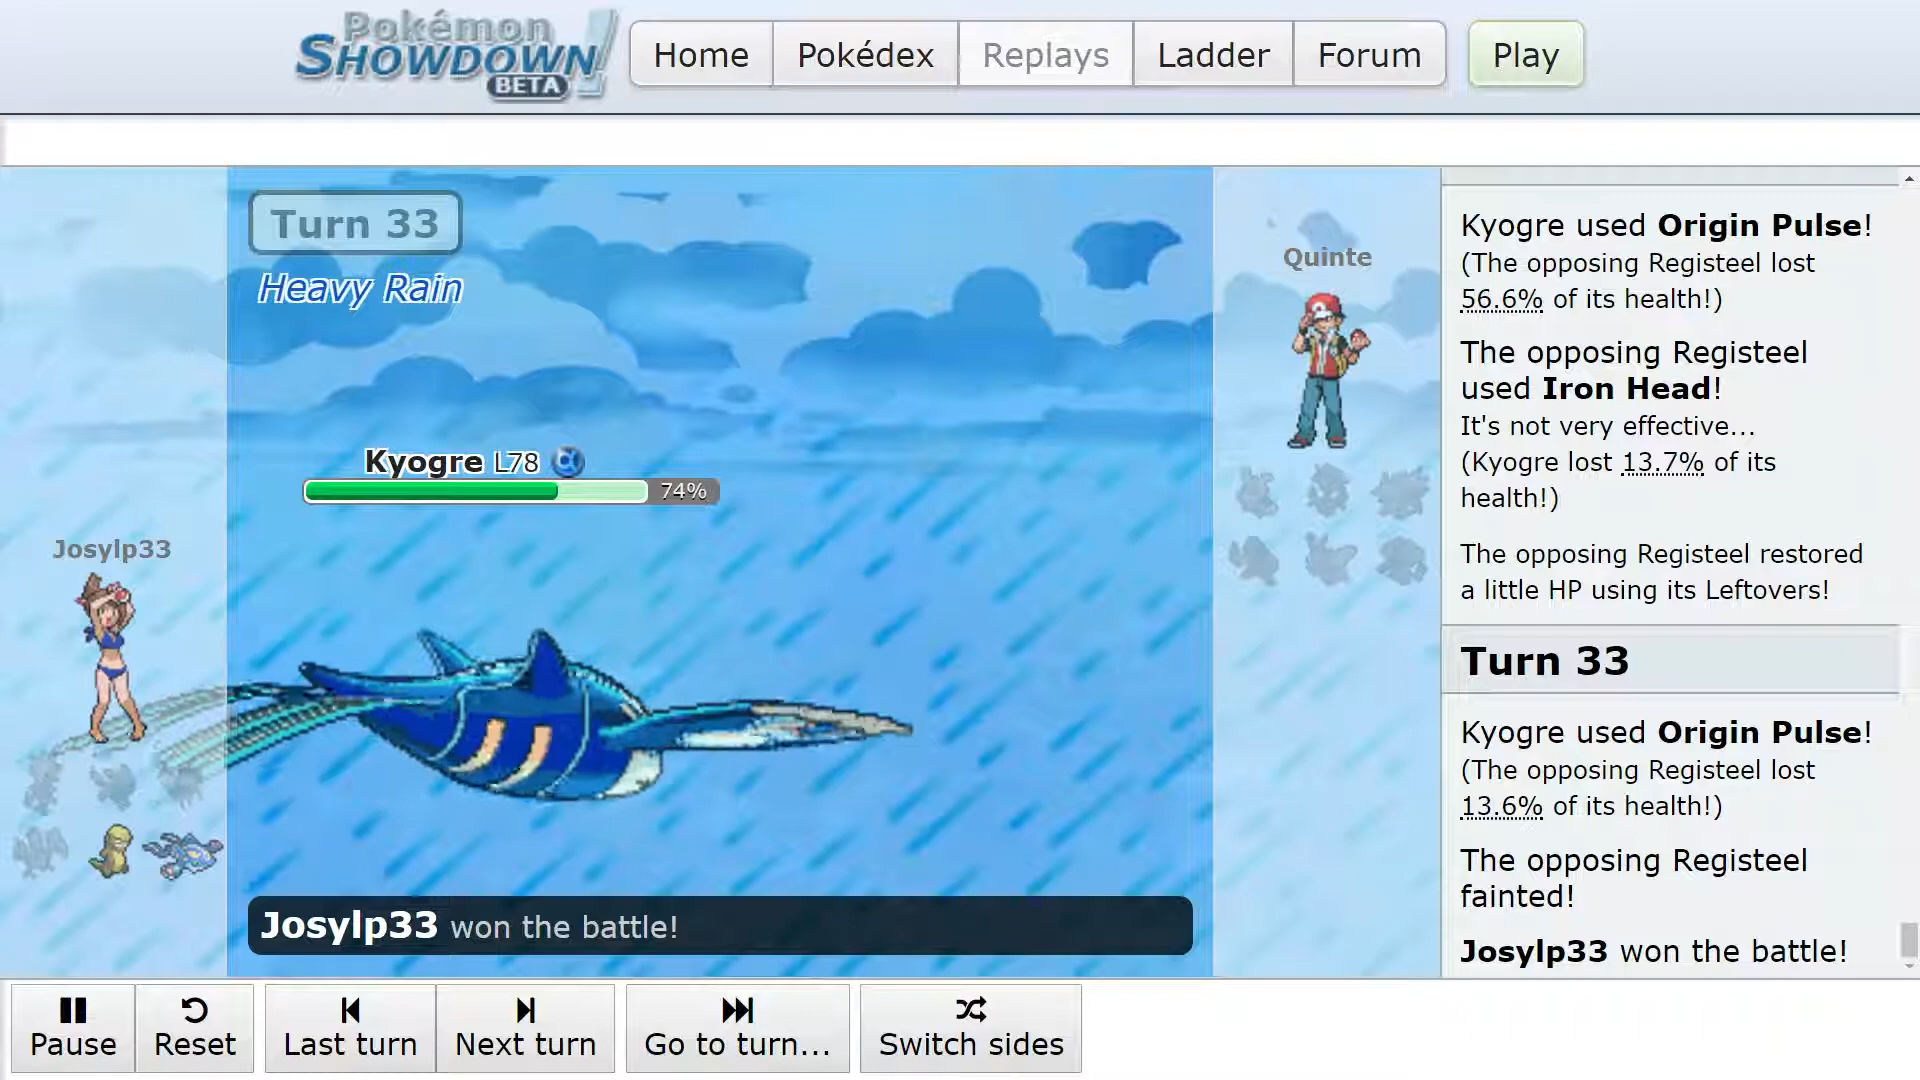 Pokémon
SHOWDOWN!
BETA
Home
Pokédex
Replays
Ladder
Forum
Play
Turn 33
Heavy Rain
Kyogre L78
74%
Josylp33
Quinte
Josylp33 won the battle!
Kyogre used Origin Pulse!
(The opposing Registeel lost
56.6% of its health!)
The opposing Registeel
used Iron Head!
It's not very effective...
(Kyogre lost 13.7% of its
health!)
The opposing Registeel restored
a little HP using its Leftovers!
Turn 33
Kyogre used Origin Pulse!
(The opposing Registeel lost
13.6% of its health!)
The opposing Registeel
fainted!
Josylp33 won the battle!
Pause
Reset
Last turn
Next turn
Go to turn...
Switch sides